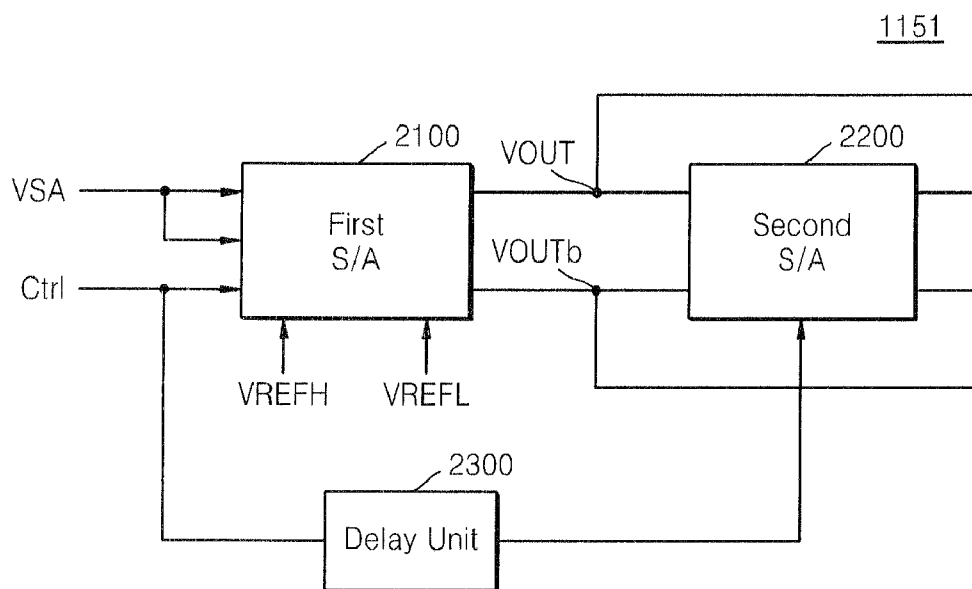 1151
2100
VOUT
2200
VSA
First
S/A
Second
S/A
VOUTb
Ctrl
VREFH
VREFL
2300
Delay Unit